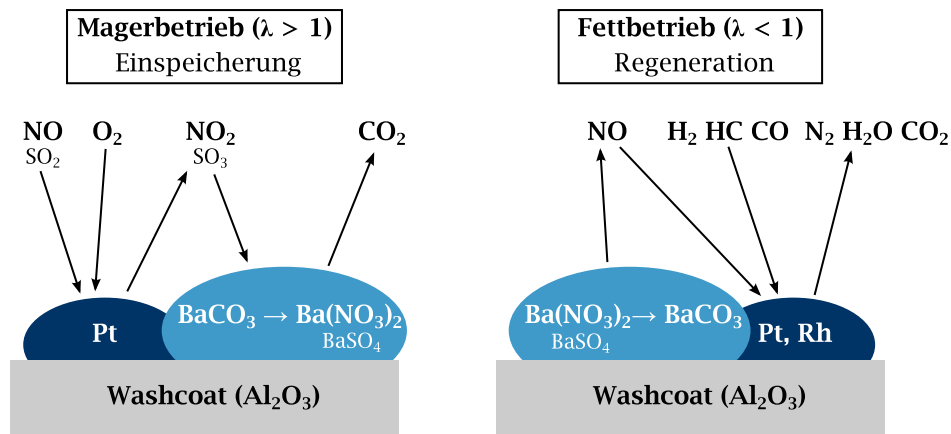 Magerbetrieb (λ > 1)
Einspeicherung
NO O₂ NO₂ CO₂
SO₂ SO₃
Pt
BaCO₃ → Ba(NO₃)₂
BaSO₄
Washcoat (Al₂O₃)
Fettbetrieb (λ < 1)
Regeneration
NO H₂ HC CO N₂ H₂O CO₂
Ba(NO₃)₂→ BaCO₃
BaSO₄
Pt, Rh
Washcoat (Al₂O₃)